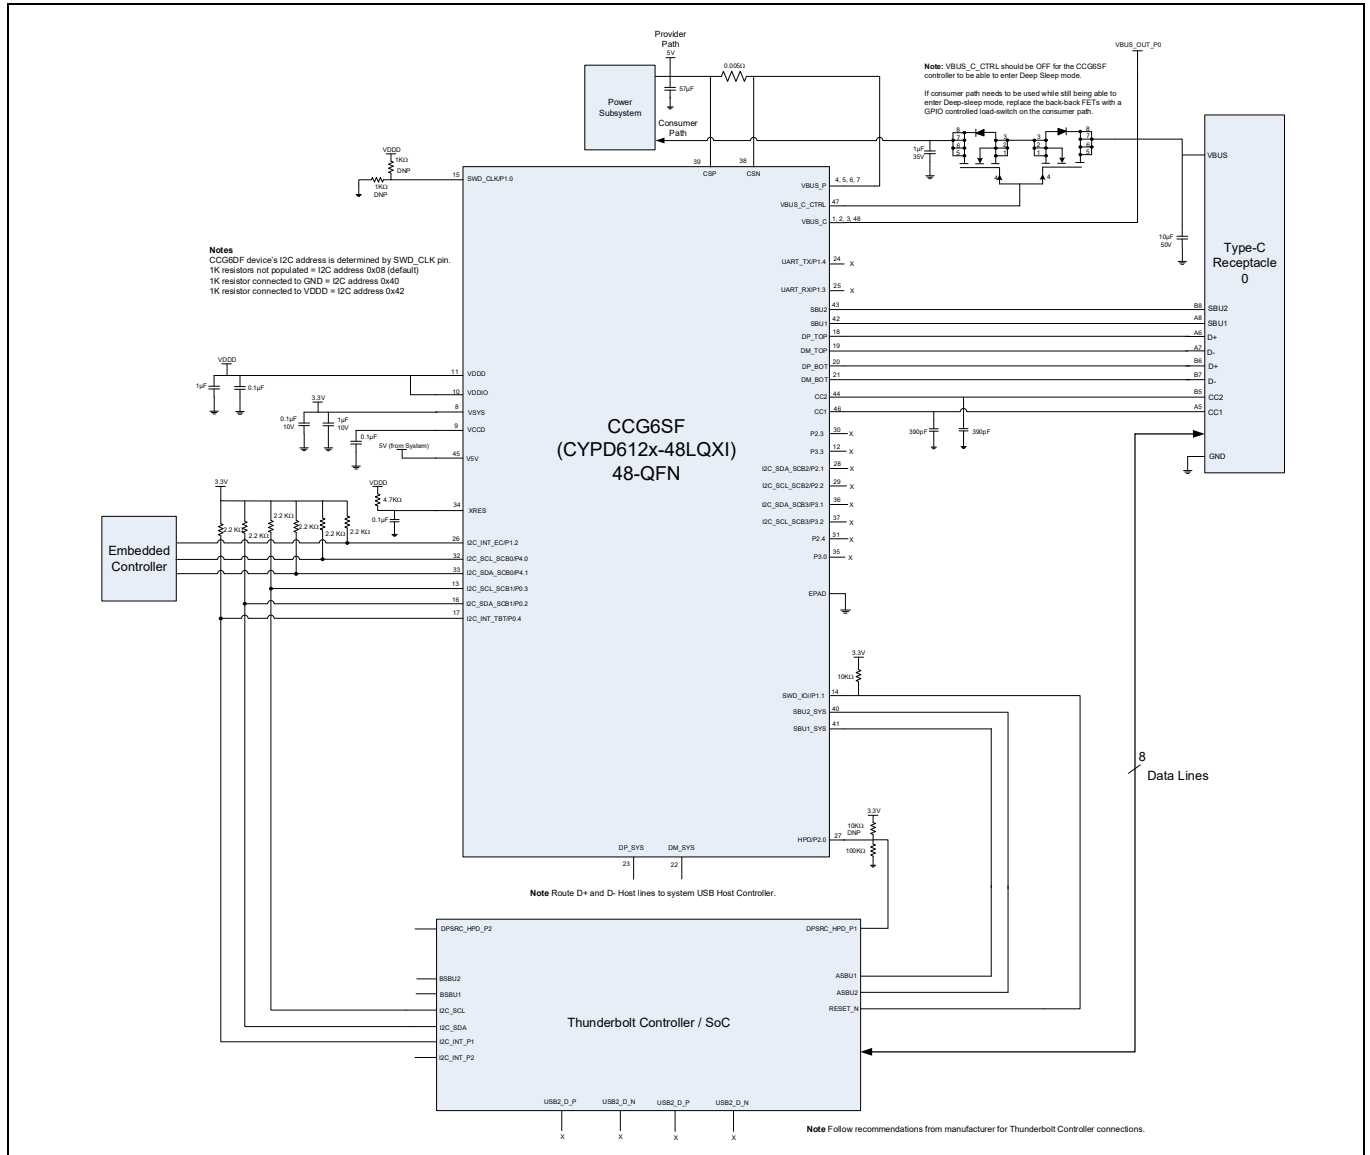 Provider
Path
5V
VBUS_OUT_P0
Power
Subsystem
0.005Ω
57µF
Consumer
Path
Note: VBUS_C_CTRL should be OFF for the CCG6SF
controller to be able to enter Deep Sleep mode.
If consumer path needs to be used while still being able to
enter Deep-sleep mode, replace the back-back FETs with a
GPIO controlled load-switch on the consumer path.
8
7
6
5
3
2
1
4
3
2
1
4
8
7
6
5
1µF
35V
10µF
50V
VDDD
1KΩ
DNP
1KΩ
DNP
15
SWD_CLK/P1.0
39
CSP
38
CSN
VBUS_P
4, 5, 6, 7
VBUS_C_CTRL
47
VBUS_C
1, 2, 3, 48
UART_TX/P1.4
24
X
UART_RX/P1.3
25
X
SBU2
43
SBU1
42
DP_TOP
18
DM_TOP
19
DP_BOT
20
DM_BOT
21
CC2
44
CC1
46
390pF
390pF
P2.3
30
X
P3.3
12
X
I2C_SDA_SCB2/P2.1
28
X
I2C_SCL_SCB2/P2.2
29
X
I2C_SDA_SCB3/P3.1
36
X
I2C_SCL_SCB3/P3.2
37
X
P2.4
31
X
P3.0
35
X
EPAD
VBUS
Type-C
Receptacle
0
B8
SBU2
A8
SBU1
A6
D+
A7
D-
B6
D+
B7
D-
B5
CC2
A5
CC1
GND
Notes
CCG6DF device's I2C address is determined by SWD_CLK pin.
1K resistors not populated = I2C address 0x08 (default)
1K resistor connected to GND = I2C address 0x40
1K resistor connected to VDDD = I2C address 0x42
VDDD
1µF
0.1µF
11
VDDD
10
VDDIO
3.3V
0.1µF
10V
1µF
10V
8
VSYS
9
VCCD
0.1µF
5V (from System)
45
V5V
VDDD
4.7KΩ
0.1µF
34
XRES
CCG6SF
(CYPD612x-48LQXI)
48-QFN
3.3V
2.2 KΩ
2.2 KΩ
2.2 KΩ
2.2 KΩ
2.2 KΩ
2.2 KΩ
Embedded
Controller
26
I2C_INT_EC/P1.2
32
I2C_SCL_SCB0/P4.0
33
I2C_SDA_SCB0/P4.1
13
I2C_SCL_SCB1/P0.3
16
I2C_SDA_SCB1/P0.2
17
I2C_INT_TBT/P0.4
3.3V
10KΩ
SWD_IO//P1.1
14
SBU2_SYS
40
SBU1_SYS
41
8
Data Lines
3.3V
10KΩ
DNP
100KΩ
HPD/P2.0
27
DP_SYS
23
DM_SYS
22
Note Route D+ and D- Host lines to system USB Host Controller.
DPSRC_HPD_P2
DPSRC_HPD_P1
BSBU2
BSBU1
I2C_SCL
I2C_SDA
I2C_INT_P1
I2C_INT_P2
Thunderbolt Controller / SoC
ASBU1
ASBU2
RESET_N
USB2_D_P
USB2_D_N
USB2_D_P
USB2_D_N
X
X
X
X
Note Follow recommendations from manufacturer for Thunderbolt Controller connections.